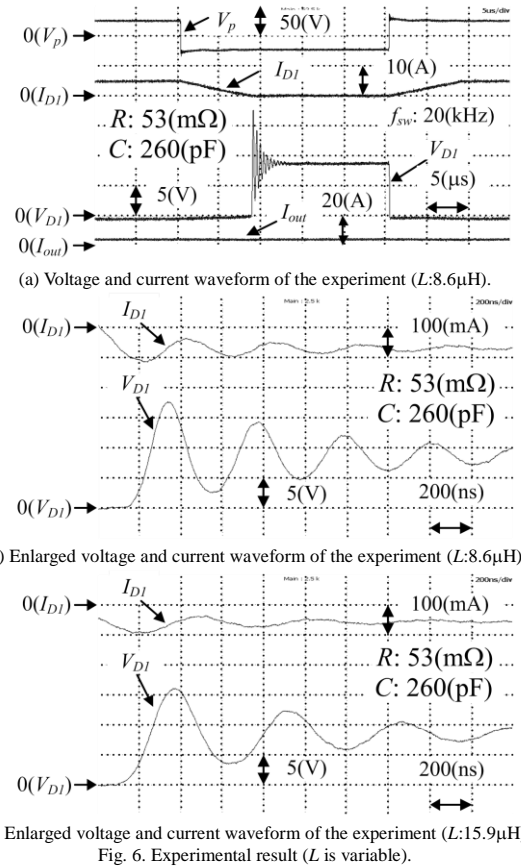 5us/div
0(Vp)
Vp
50(V)
ID1
10(A)
0(ID1)
R: 53(mΩ)
C: 260(pF)
fsw: 20(kHz)
VD1
5(V)
20(A)
5(μs)
0(VD1)
Iout
0(Iout)
(a) Voltage and current waveform of the experiment (L:8.6μH).
Main : 2.5 k
200ns/div
ID1
0(ID1)
100(mA)
VD1
R: 53(mΩ)
C: 260(pF)
5(V)
200(ns)
0(VD1)
) Enlarged voltage and current waveform of the experiment (L:8.6μH)
200ns/div
0(ID1)
ID1
100(mA)
VD1
R: 53(mΩ)
C: 260(pF)
5(V)
200(ns)
0(VD1)
Enlarged voltage and current waveform of the experiment (L:15.9μH)
Fig. 6. Experimental result (L is variable).